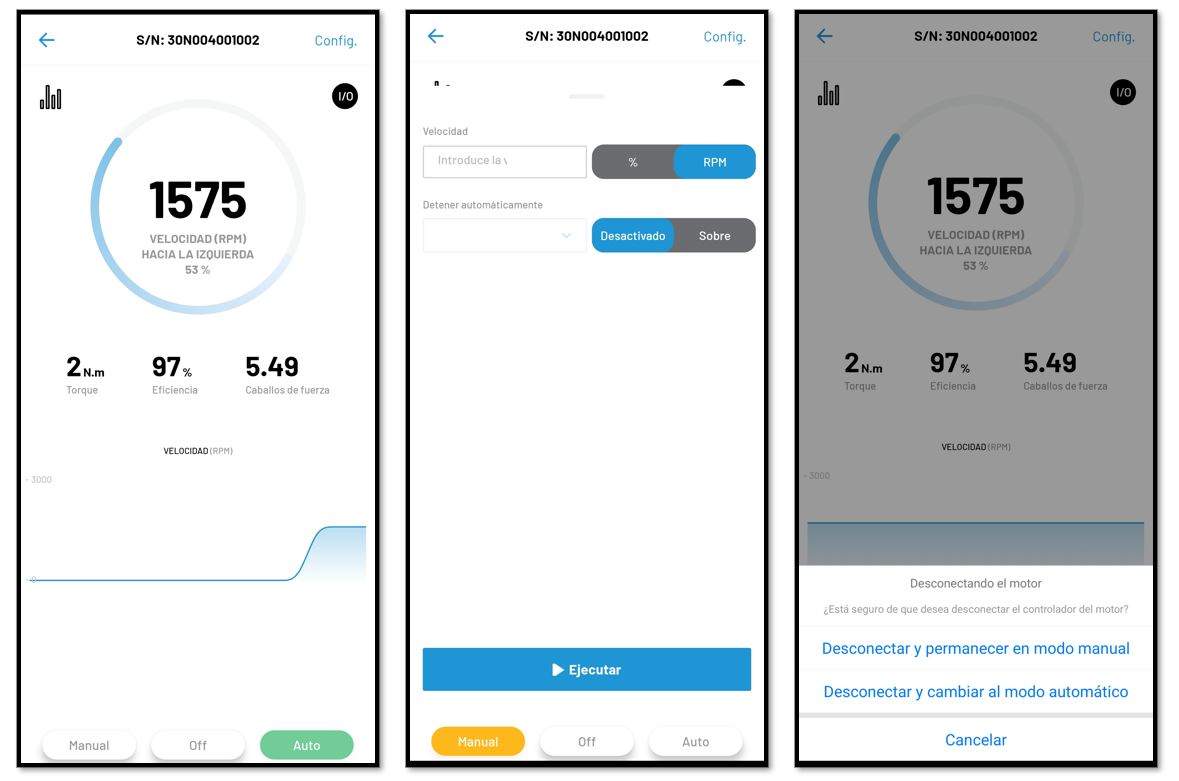 S/N: 30N004001002
Config.
I/O
1575
VELOCIDAD (RPM)
HACIA LA IZQUIERDA
53 %
2 N.m
Torque
97 %
Eficiencia
5.49
Caballos de fuerza
VELOCIDAD (RPM)
- 3000
- 0
Manual
Off
Auto
S/N: 30N004001002
Config.
Velocidad
Introduce la v
%
RPM
Detener automáticamente
Desactivado
Sobre
Ejecutar
Manual
Off
Auto
S/N: 30N004001002
Config.
I/O
1575
VELOCIDAD (RPM)
HACIA LA IZQUIERDA
53 %
2 N.m
Torque
97 %
Eficiencia
5.49
Caballos de fuerza
VELOCIDAD (RPM)
- 3000
Desconectando el motor
¿Está seguro de que desea desconectar el controlador del motor?
Desconectar y permanecer en modo manual
Desconectar y cambiar al modo automático
Cancelar